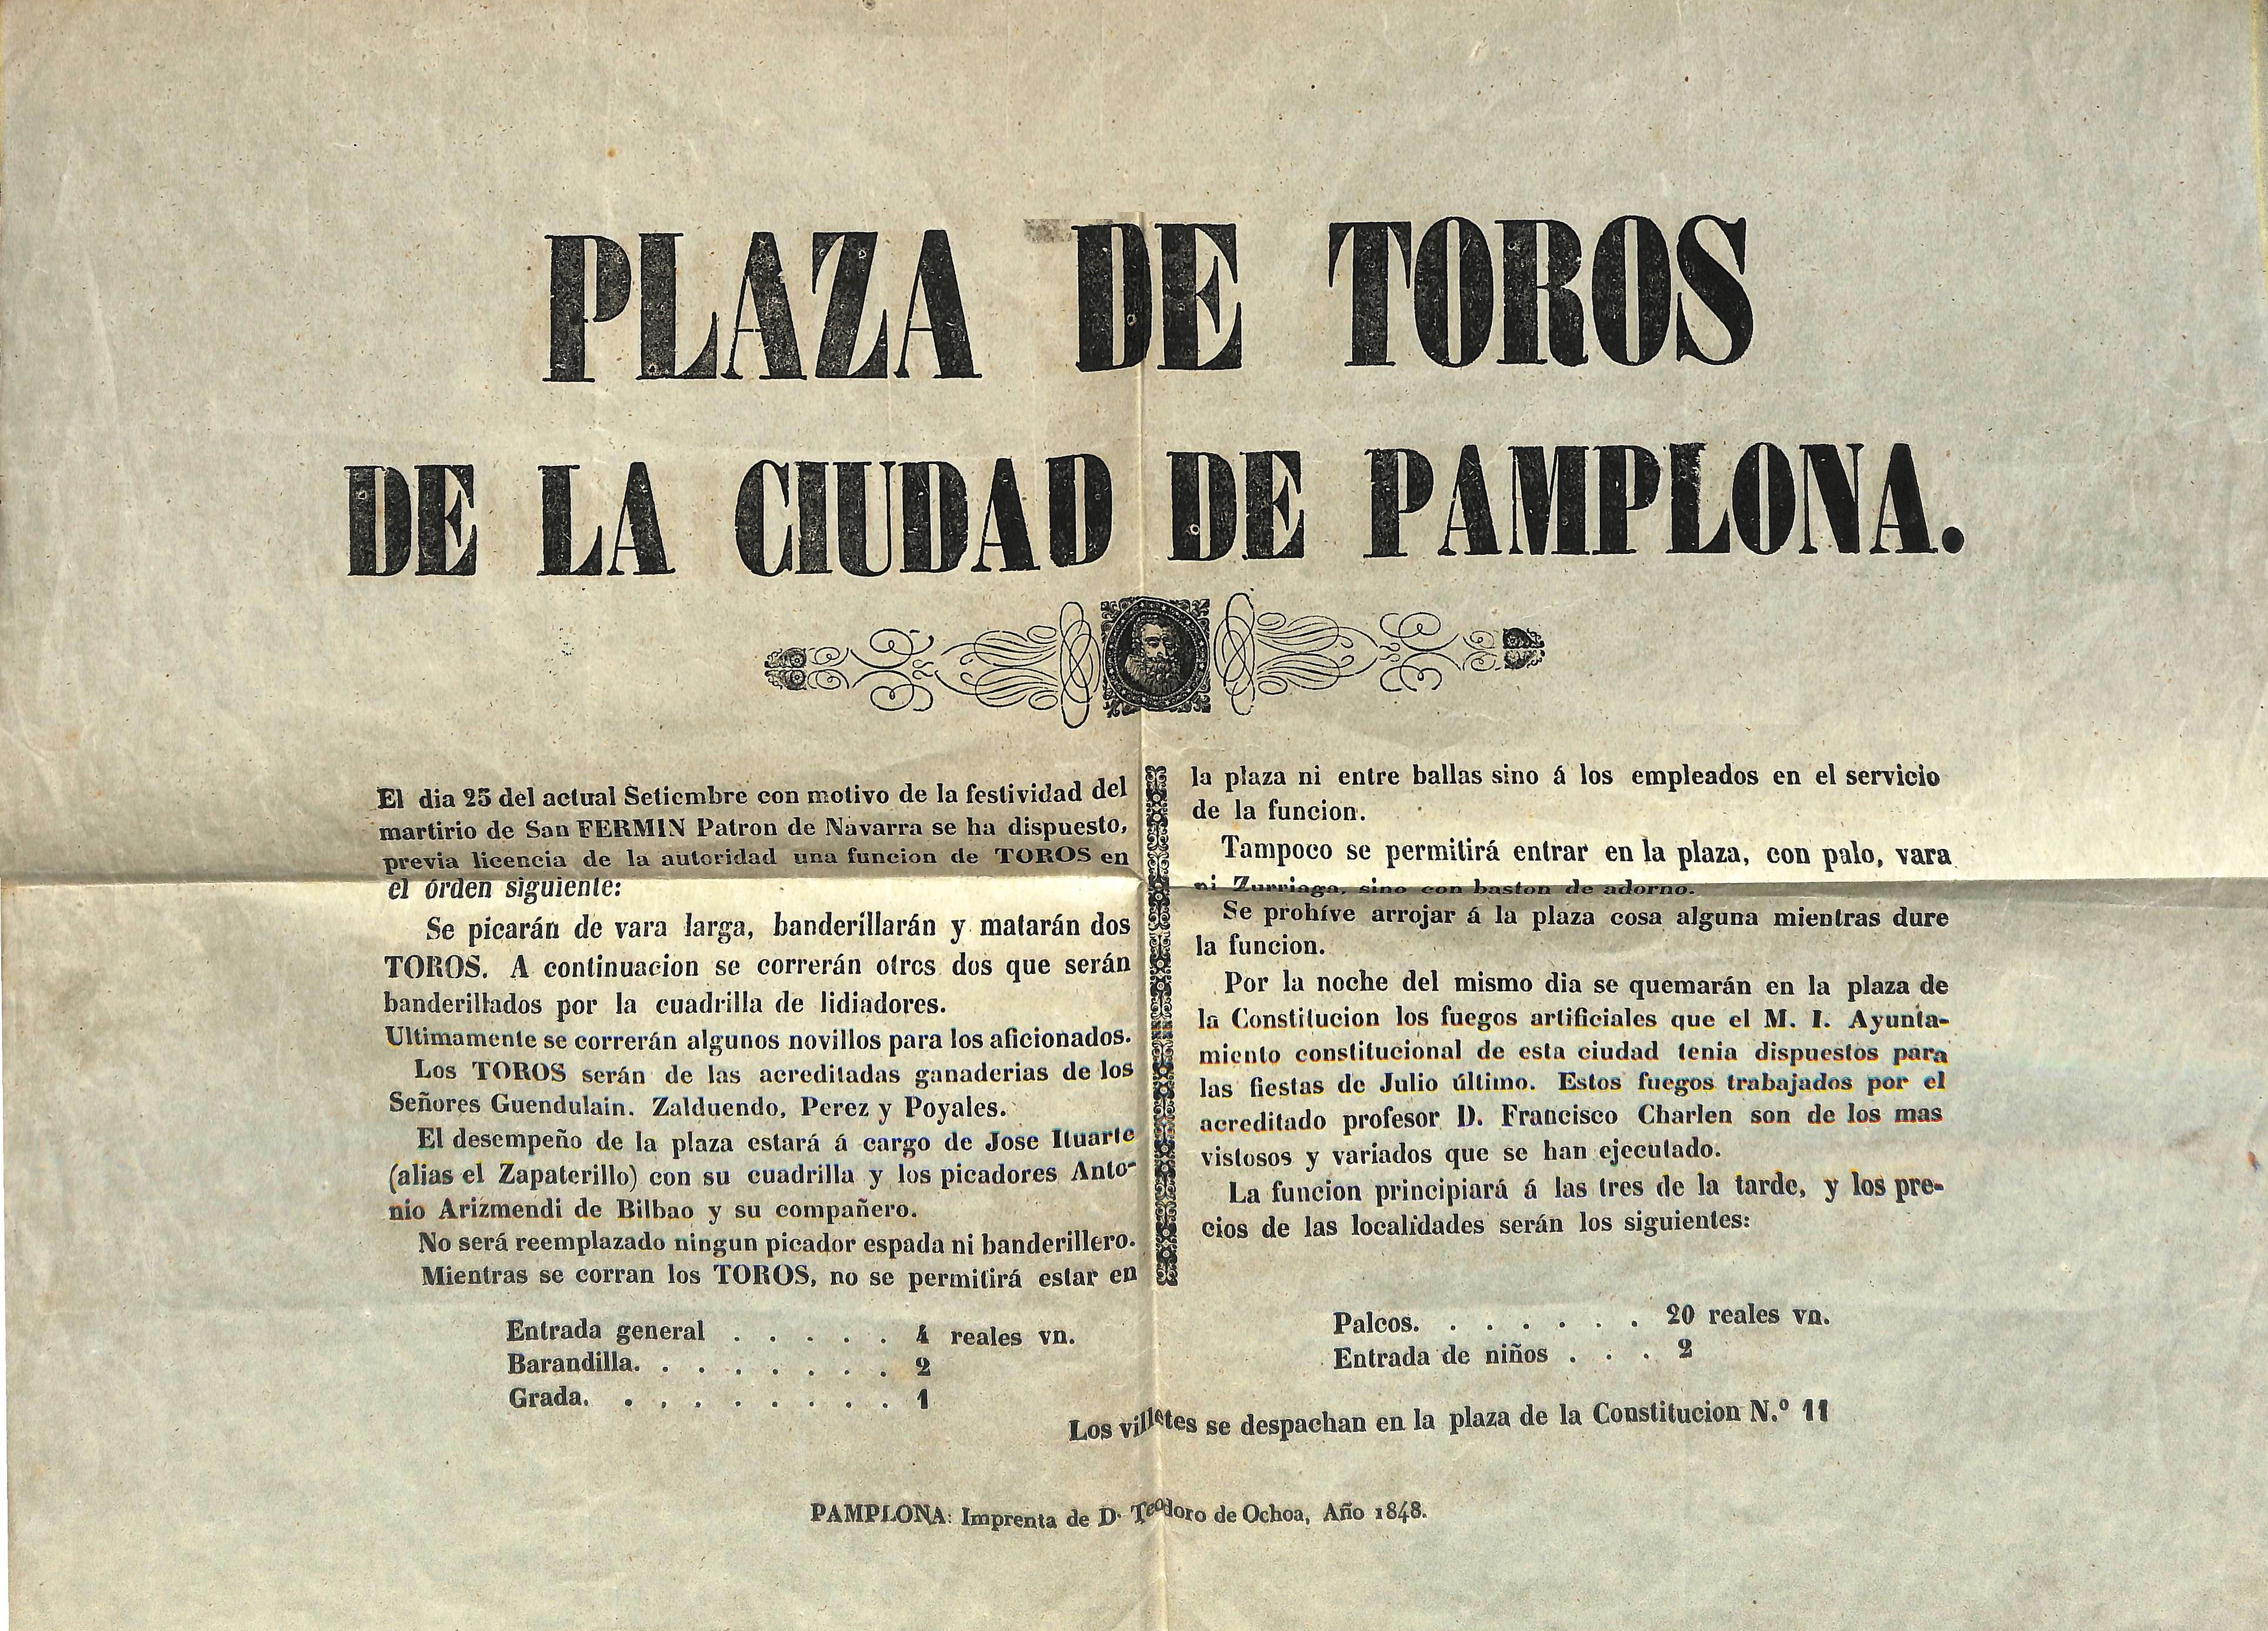 PLAZA DE TOROS
DE LA CIUDAD DE PAMPLONA.
El dia 25 del actual Setiembre con motivo de la festividad del
martirio de San FERMIN Patron de Navarra se ha dispuesto,
previa licencia de la autoridad una funcion de TOROS en
el órden siguiente:
Se picarán de vara larga, banderillarán y matarán dos
TOROS. A continuacion se correrán otros dos que serán
banderillados por la cuadrilla de lidiadores.
Ultimamente se correrán algunos novillos para los aficionados.
Los TOROS serán de las acreditadas ganaderias de los
Señores Guendulain. Zalduendo, Perez y Poyales.
El desempeño de la plaza estará á cargo de Jose Ituarte
(alias el Zapaterillo) con su cuadrilla y los picadores Anto-
nio Arizmendi de Bilbao y su compañero.
No será reemplazado ningun picador espada ni banderillero.
Mientras se corran los TOROS, no se permitirá estar en
la plaza ni entre ballas sino á los empleados en el servicio
de la funcion.
Tampoco se permitirá entrar en la plaza, con palo, vara
ni Zurriaga, sino con baston de adorno.
Se prohíve arrojar á la plaza cosa alguna mientras dure
la funcion.
Por la noche del mismo dia se quemarán en la plaza de
la Constitucion los fuegos artificiales que el M. I. Ayunta-
miento constitucional de esta ciudad tenia dispuestos para
las fiestas de Julio último. Estos fuegos trabajados por el
acreditado profesor D. Francisco Charlen son de los mas
vistosos y variados que se han ejecutado.
La funcion principiará á las tres de la tarde, y los pre-
cios de las localidades serán los siguientes:
Entrada general . . . . . 4 reales vn.
Barandilla. . . . . . . . 2
Grada. . . . . . . . . . 1
Palcos. . . . . . . 20 reales vn.
Entrada de niños . . . 2
Los villetes se despachan en la plaza de la Constitucion N.º 11
PAMPLONA: Imprenta de D. Teodoro de Ochoa, Año 1848.